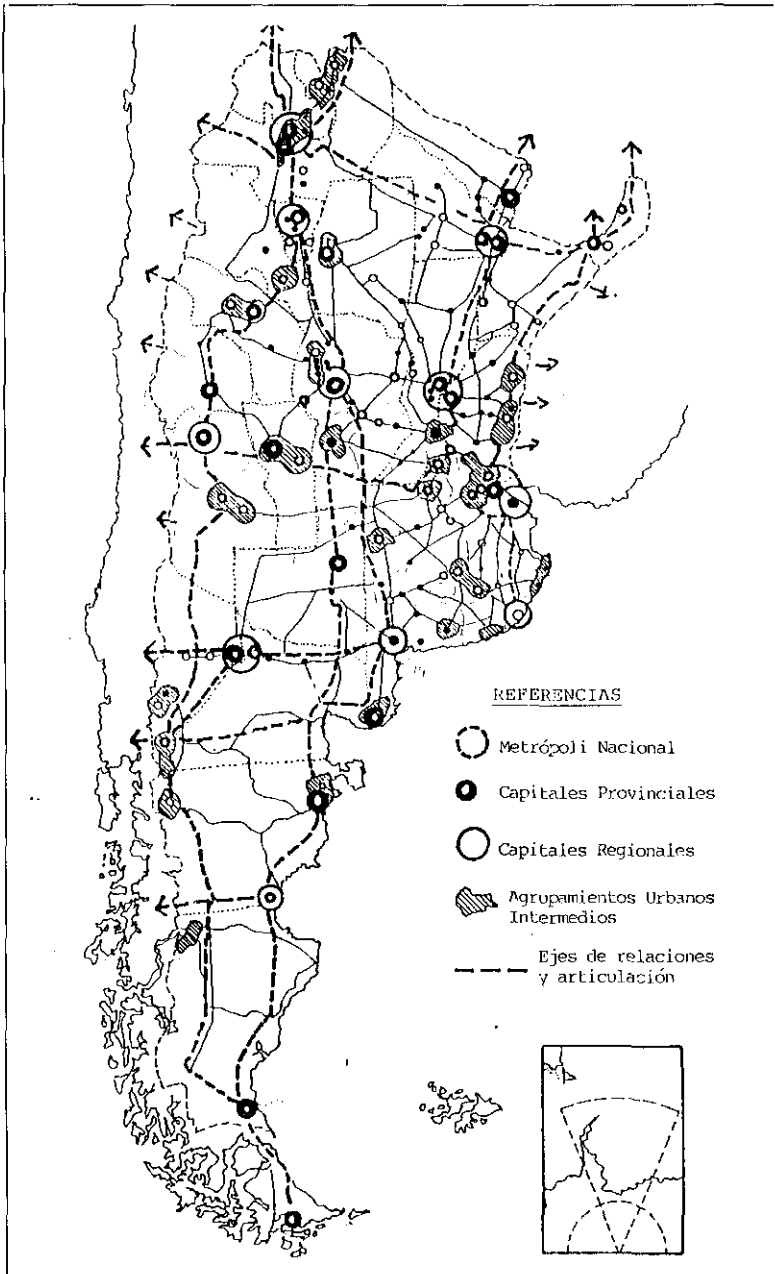 REFERENCIAS
Metrópoli Nacional
Capitales Provinciales
Capitales Regionales
Agrupamientos Urbanos
Intermedios
Ejes de relaciones
y articulación